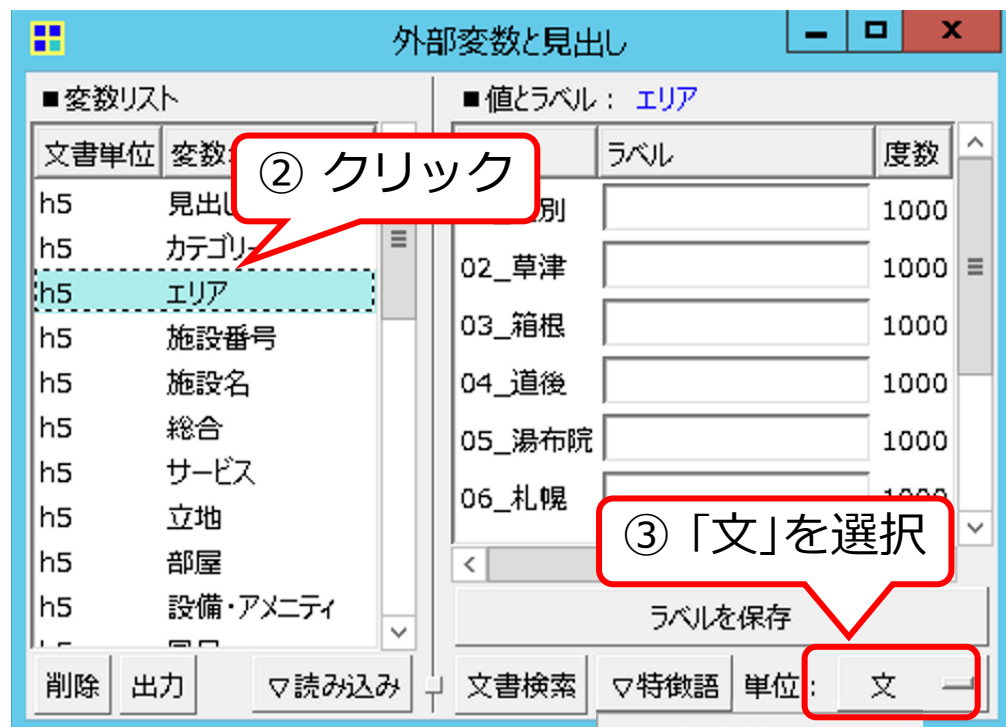 外部変数と見出し
■変数リスト
文書単位 変数
h5 見出し
h5 カテゴリー
h5 エリア
h5 施設番号
h5 施設名
h5 総合
h5 サービス
h5 立地
h5 部屋
h5 設備・アメニティ
削除 出力 ▽読み込み
② クリック
■値とラベル： エリア
ラベル 度数
別 1000
02_草津 1000
03_箱根 1000
04_道後 1000
05_湯布院 1000
06_札幌 1000
③「文」を選択
ラベルを保存
文書検索 ▽特徴語 単位： 文